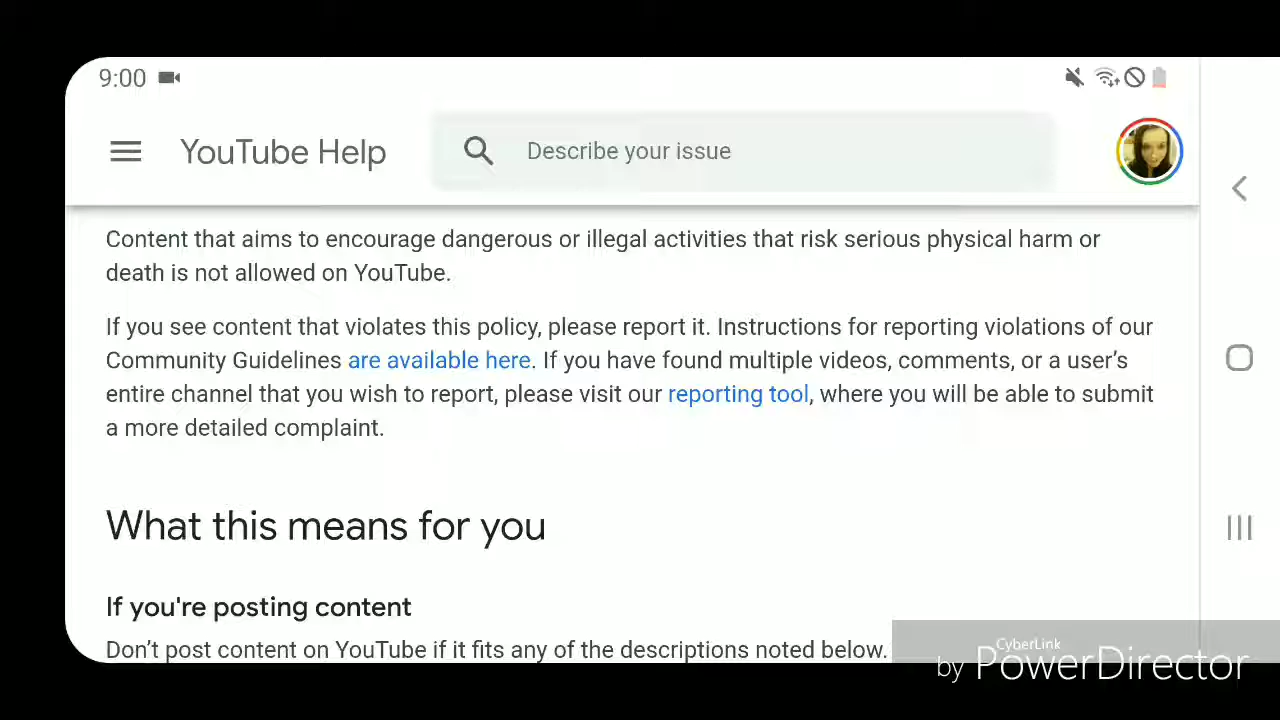 9:00
YouTube Help
Describe your issue
Content that aims to encourage dangerous or illegal activities that risk serious physical harm or
death is not allowed on YouTube.
If you see content that violates this policy, please report it. Instructions for reporting violations of our
Community Guidelines are available here. If you have found multiple videos, comments, or a user’s
entire channel that you wish to report, please visit our reporting tool, where you will be able to submit
a more detailed complaint.
What this means for you
If you're posting content
Don’t post content on YouTube if it fits any of the descriptions noted below.
CyberLink
by PowerDirector